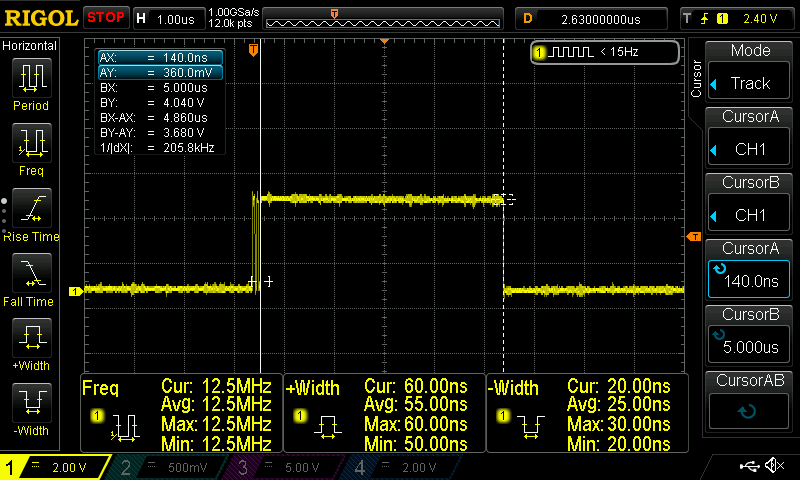 RIGOL STOP H 1.00us 1.00GSa/s 12.0k pts T D 2.63000000us T 1 2.40 V
Horizontal
Period
Freq
Rise Time
Fall Time
+Width
-Width
AX: = 140.0ns
AY: = 360.0mV
BX: = 5.000us
BY: = 4.040 V
BX-AX: = 4.860us
BY-AY: = 3.680 V
1/|dX|: = 205.8kHz
T
1 < 15Hz
1
T
Cursor
Mode
Track
CursorA
CH1
CursorB
CH1
CursorA
140.0ns
CursorB
5.000us
CursorAB
Freq
1
Cur: 12.5MHz
Avg: 12.5MHz
Max: 12.5MHz
Min: 12.5MHz
+Width
1
Cur: 60.00ns
Avg: 55.00ns
Max: 60.00ns
Min: 50.00ns
-Width
1
Cur: 20.00ns
Avg: 25.00ns
Max: 30.00ns
Min: 20.00ns
1 = 2.00 V 2 = 500mV 3 = 5.00 V 4 = 2.00 V